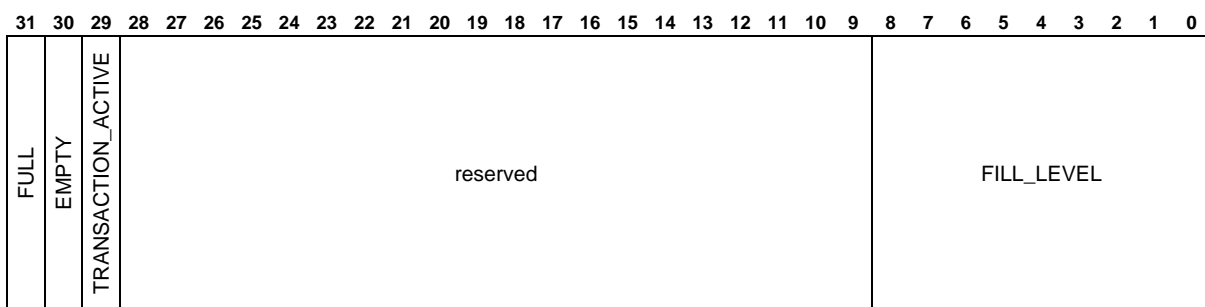 31 30 29 28 27 26 25 24 23 22 21 20 19 18 17 16 15 14 13 12 11 10 9 8 7 6 5 4 3 2 1 0
FULL
EMPTY
TRANSACTION_ACTIVE
reserved
FILL_LEVEL